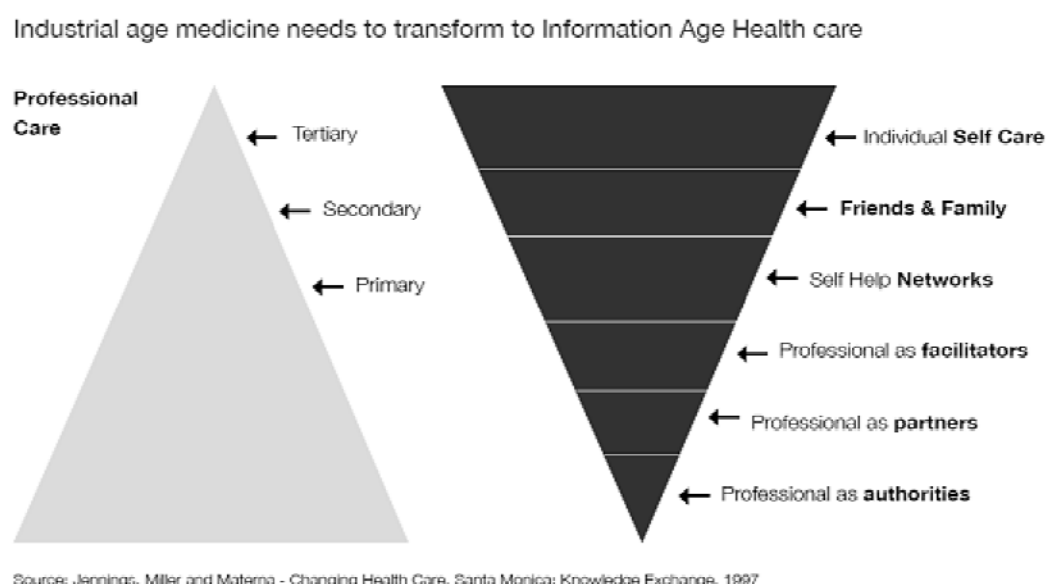 Industrial age medicine needs to transform to Information Age Health care
Professional
Care
Tertiary
Secondary
Primary
Individual Self Care
Friends & Family
Self Help Networks
Professional as facilitators
Professional as partners
Professional as authorities
Source: Jennings, Miller and Materna - Changing Health Care, Santa Monica: Knowledge Exchange, 1997